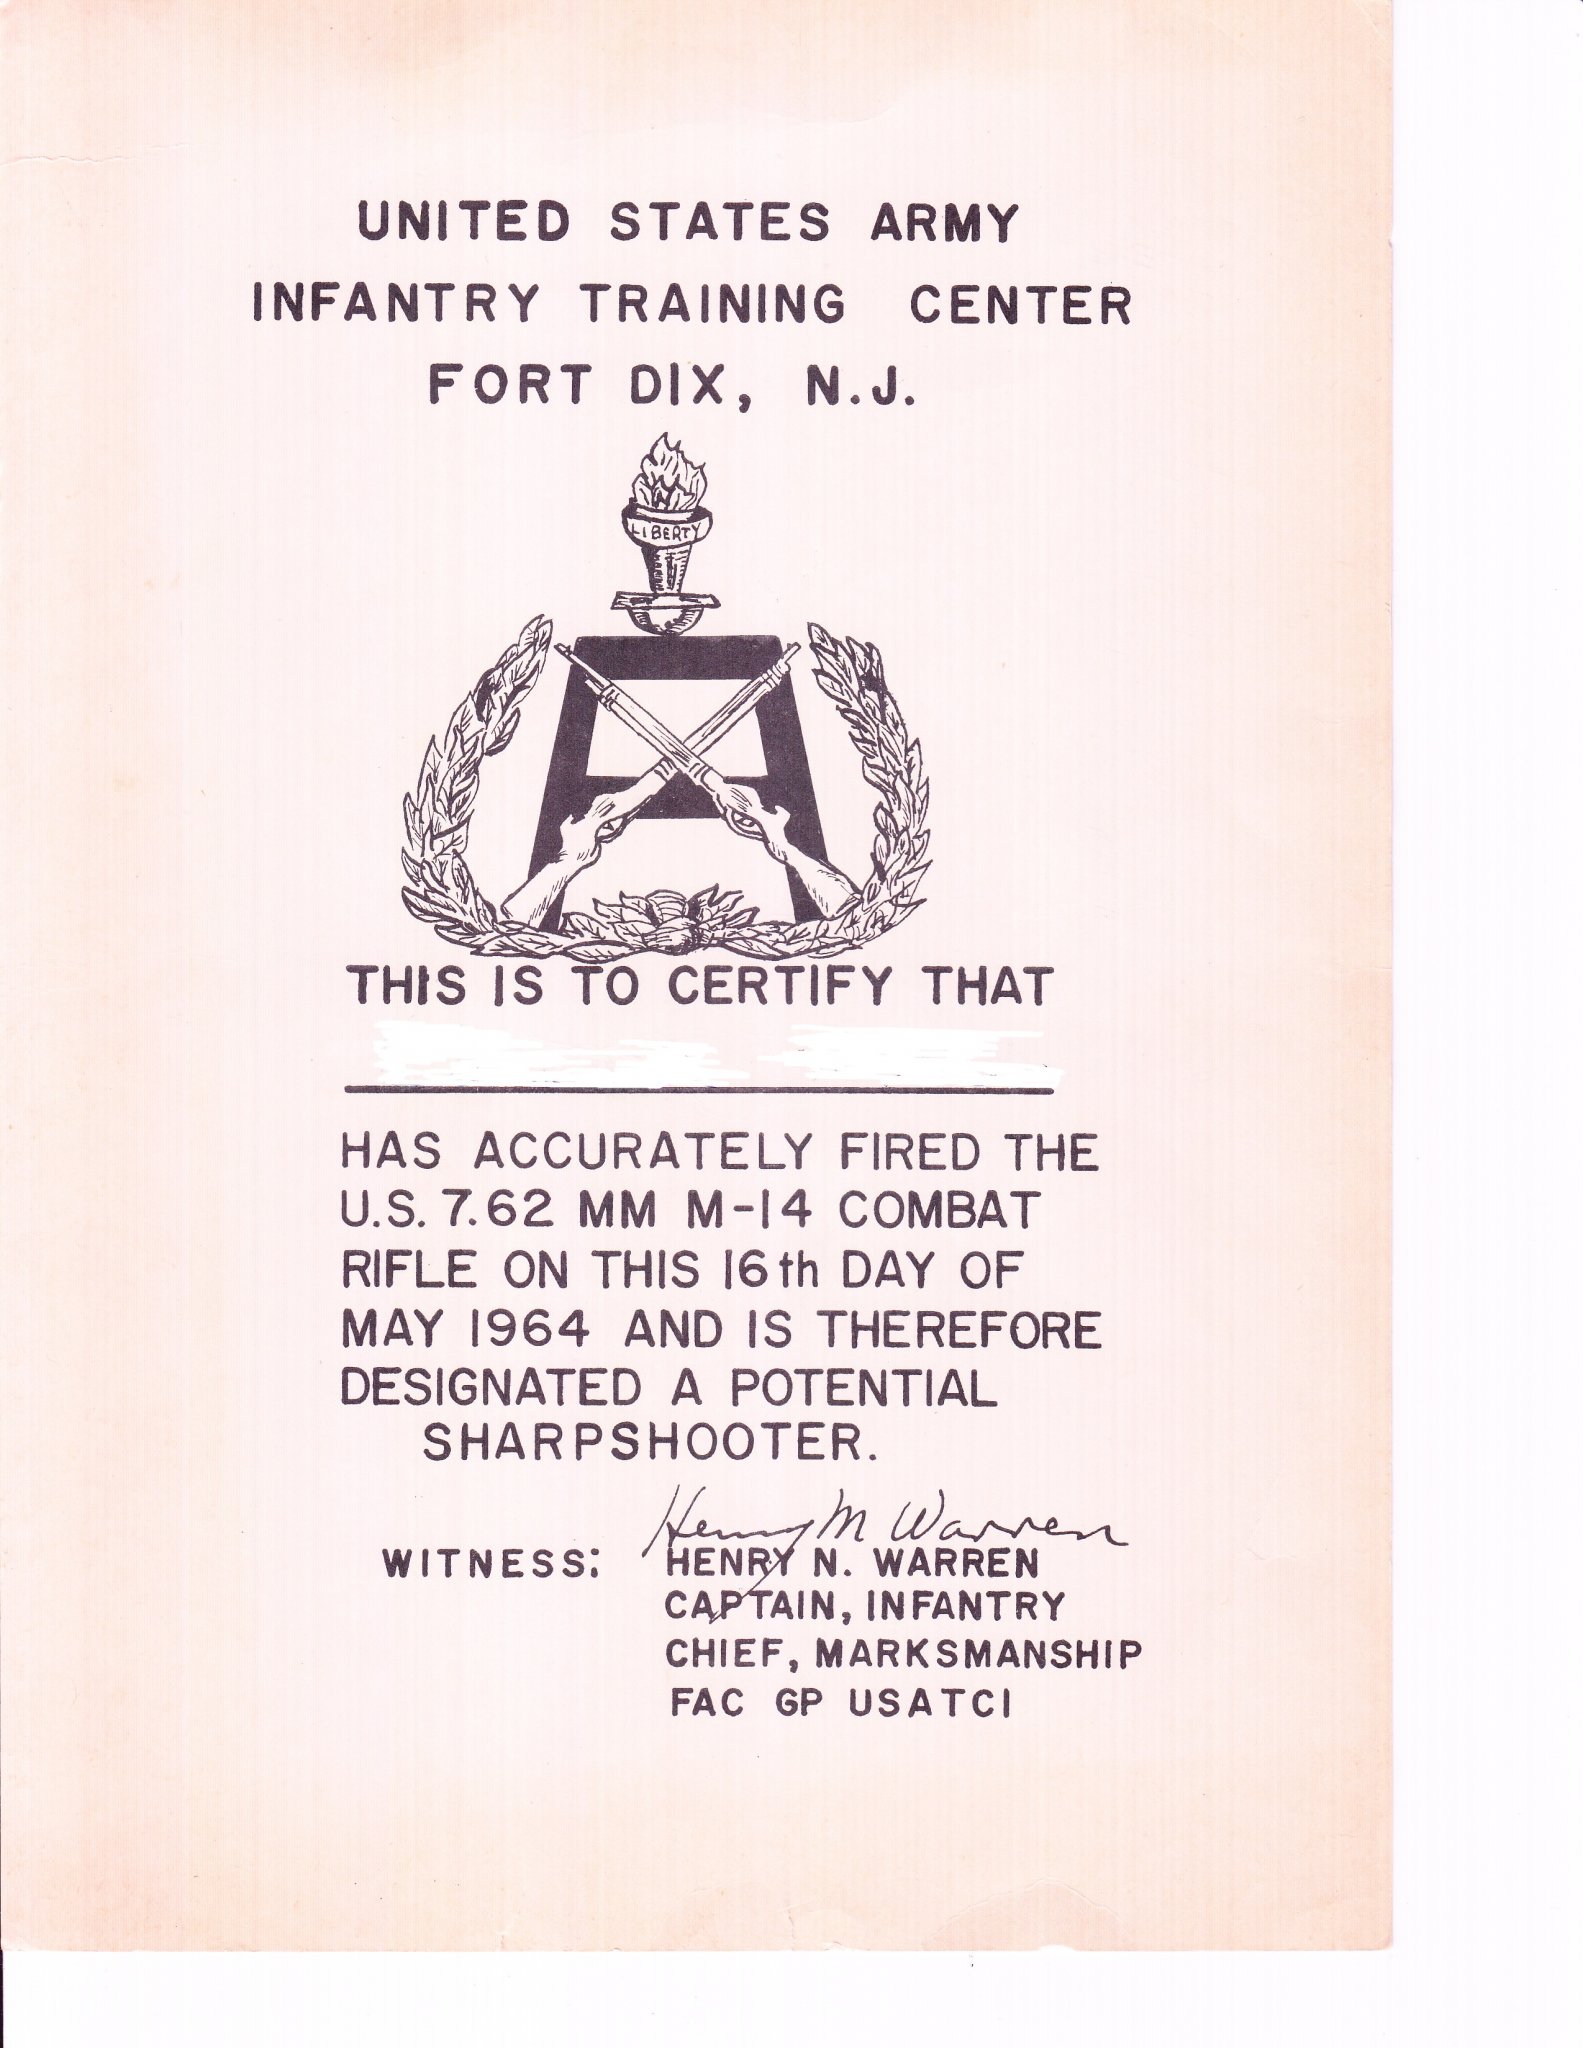 UNITED STATES ARMY
INFANTRY TRAINING CENTER
FORT DIX, N.J.
LIBERTY
THIS IS TO CERTIFY THAT
HAS ACCURATELY FIRED THE
U.S. 7.62 MM M-14 COMBAT
RIFLE ON THIS 16th DAY OF
MAY 1964 AND IS THEREFORE
DESIGNATED A POTENTIAL
SHARPSHOOTER.
Henry M Warren
WITNESS: HENRY N. WARREN
CAPTAIN, INFANTRY
CHIEF, MARKSMANSHIP
FAC GP USATCI